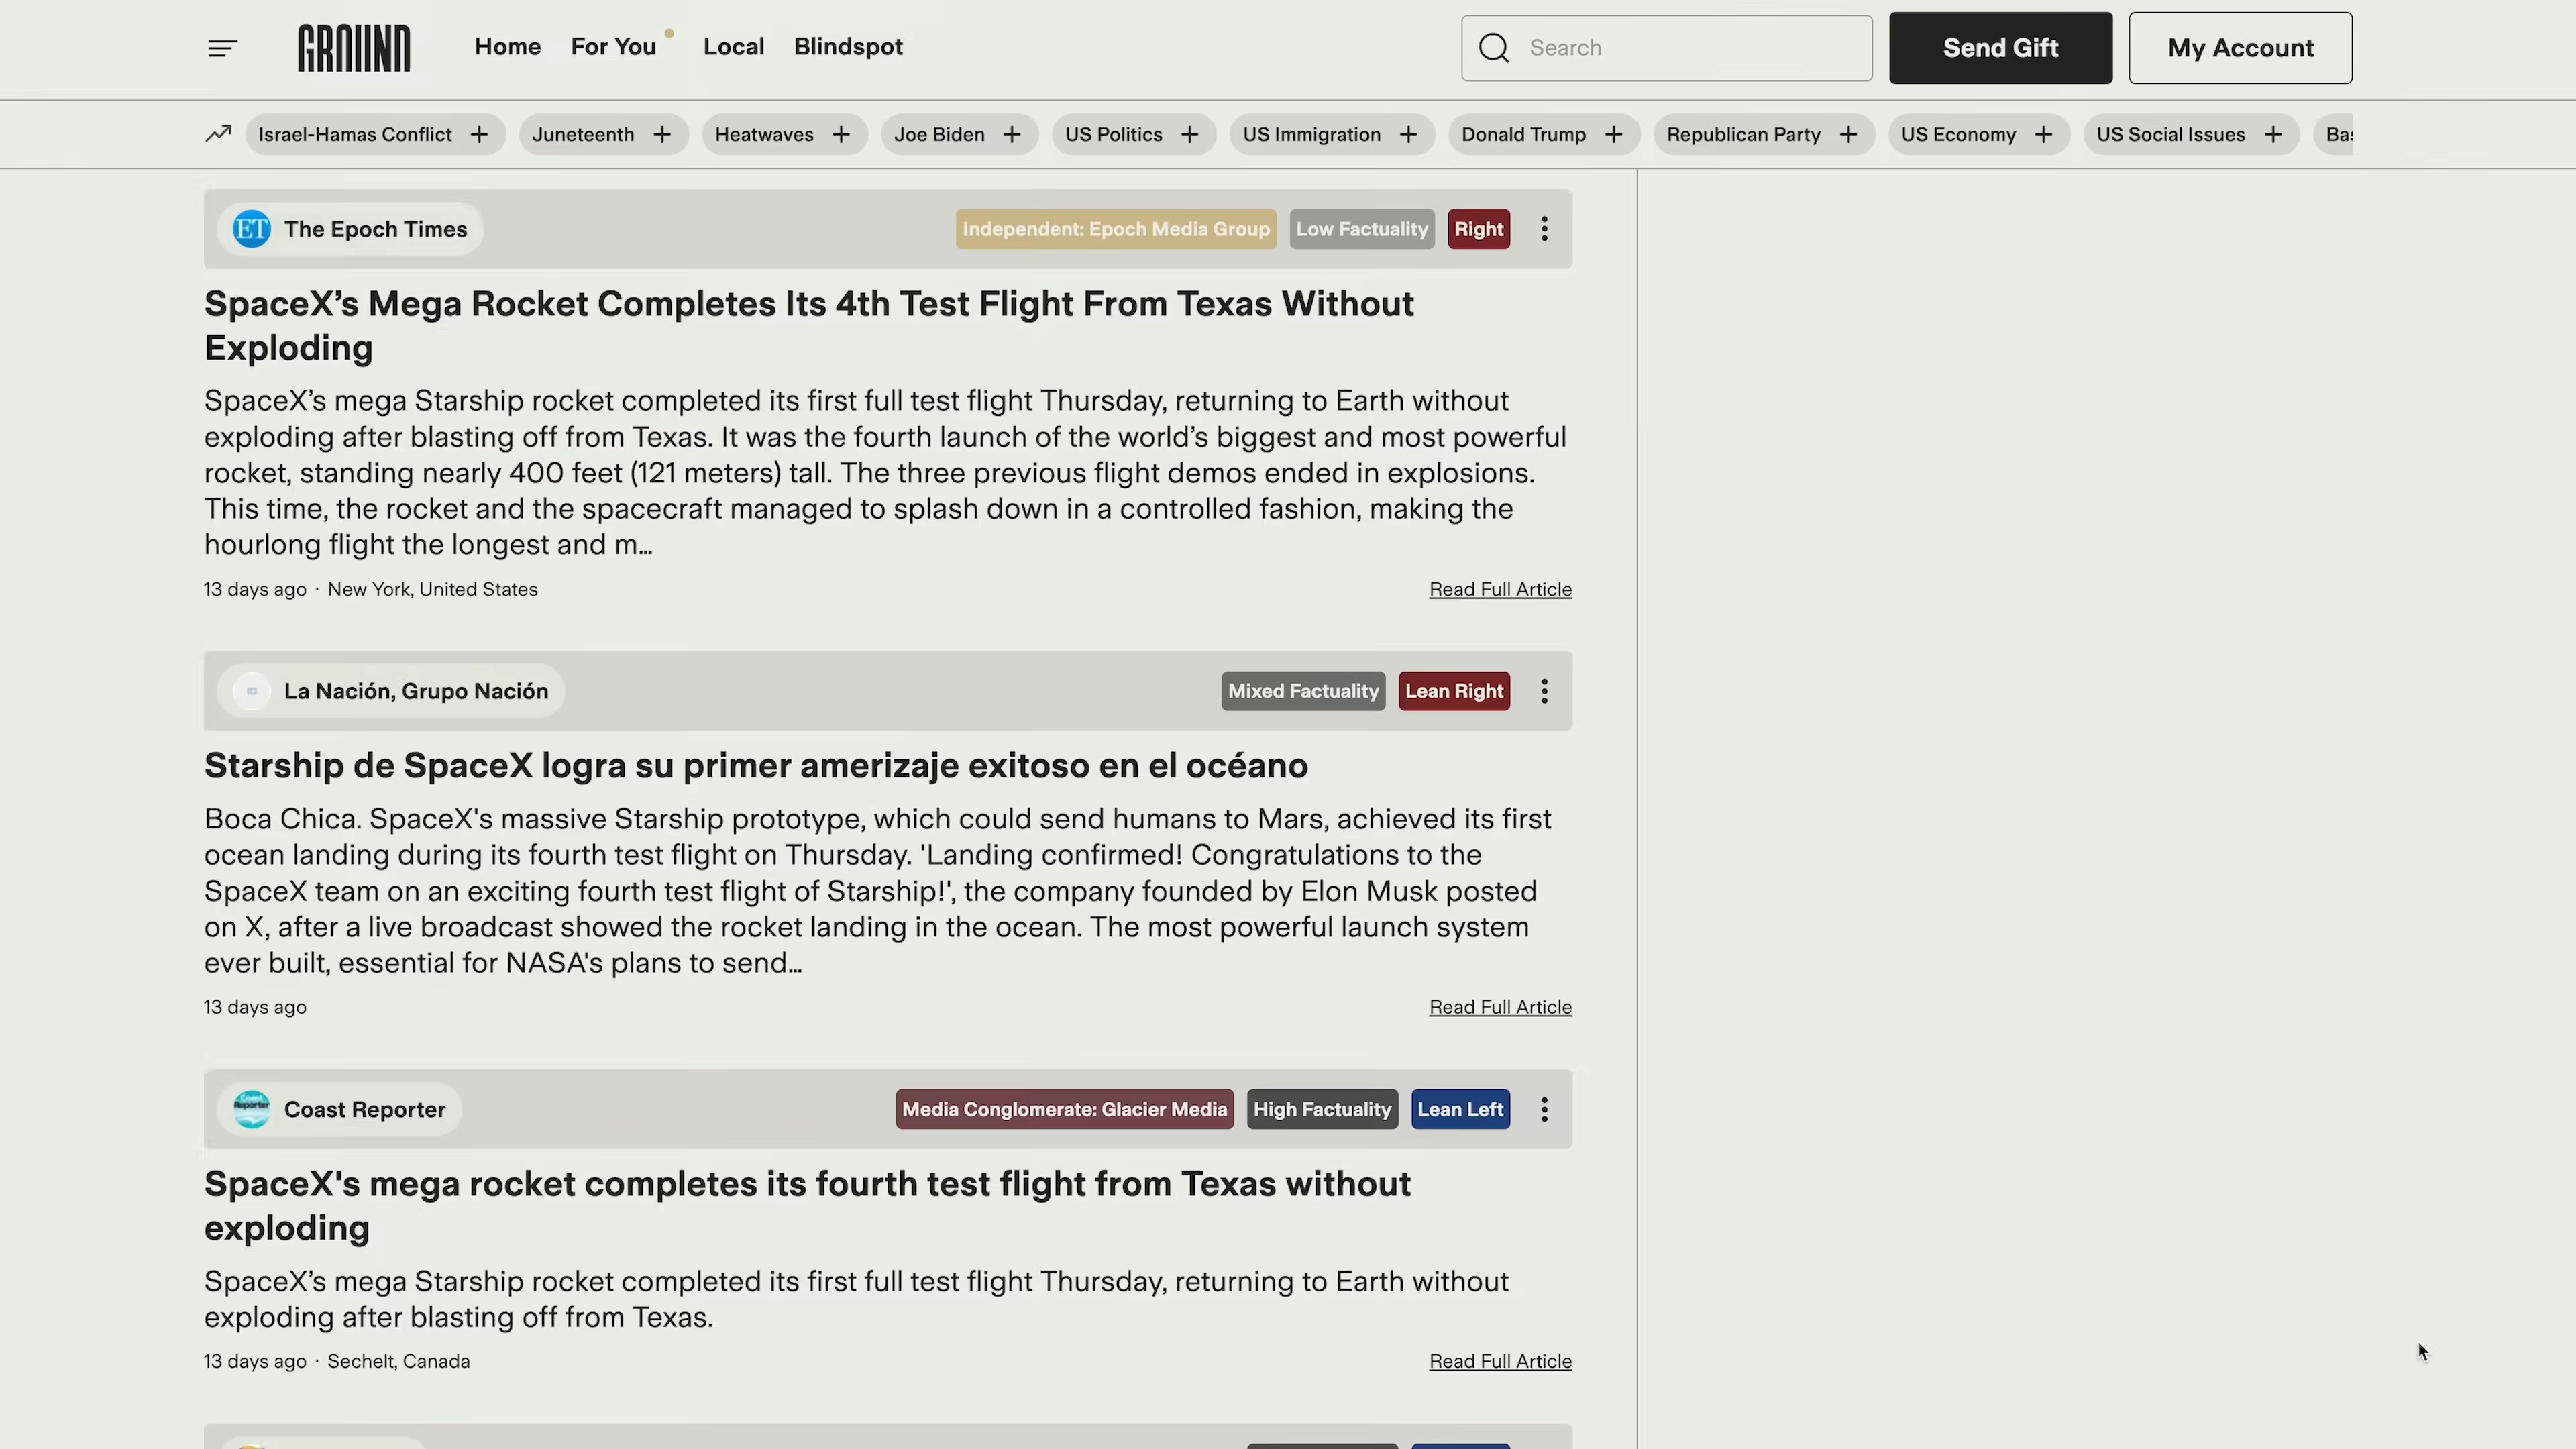 GROUND
Home
For You
Local
Blindspot
Search
Send Gift
My Account
Israel-Hamas Conflict +
Juneteenth +
Heatwaves +
Joe Biden +
US Politics +
US Immigration +
Donald Trump +
Republican Party +
US Economy +
US Social Issues +
Bas
ET The Epoch Times
Independent: Epoch Media Group
Low Factuality
Right
SpaceX’s Mega Rocket Completes Its 4th Test Flight From Texas Without
Exploding
SpaceX’s mega Starship rocket completed its first full test flight Thursday, returning to Earth without
exploding after blasting off from Texas. It was the fourth launch of the world’s biggest and most powerful
rocket, standing nearly 400 feet (121 meters) tall. The three previous flight demos ended in explosions.
This time, the rocket and the spacecraft managed to splash down in a controlled fashion, making the
hourlong flight the longest and m...
13 days ago · New York, United States
Read Full Article
La Nación, Grupo Nación
Mixed Factuality
Lean Right
Starship de SpaceX logra su primer amerizaje exitoso en el océano
Boca Chica. SpaceX's massive Starship prototype, which could send humans to Mars, achieved its first
ocean landing during its fourth test flight on Thursday. 'Landing confirmed! Congratulations to the
SpaceX team on an exciting fourth test flight of Starship!', the company founded by Elon Musk posted
on X, after a live broadcast showed the rocket landing in the ocean. The most powerful launch system
ever built, essential for NASA's plans to send...
13 days ago
Read Full Article
Coast Reporter
Coast Reporter
Media Conglomerate: Glacier Media
High Factuality
Lean Left
SpaceX's mega rocket completes its fourth test flight from Texas without
exploding
SpaceX’s mega Starship rocket completed its first full test flight Thursday, returning to Earth without
exploding after blasting off from Texas.
13 days ago · Sechelt, Canada
Read Full Article